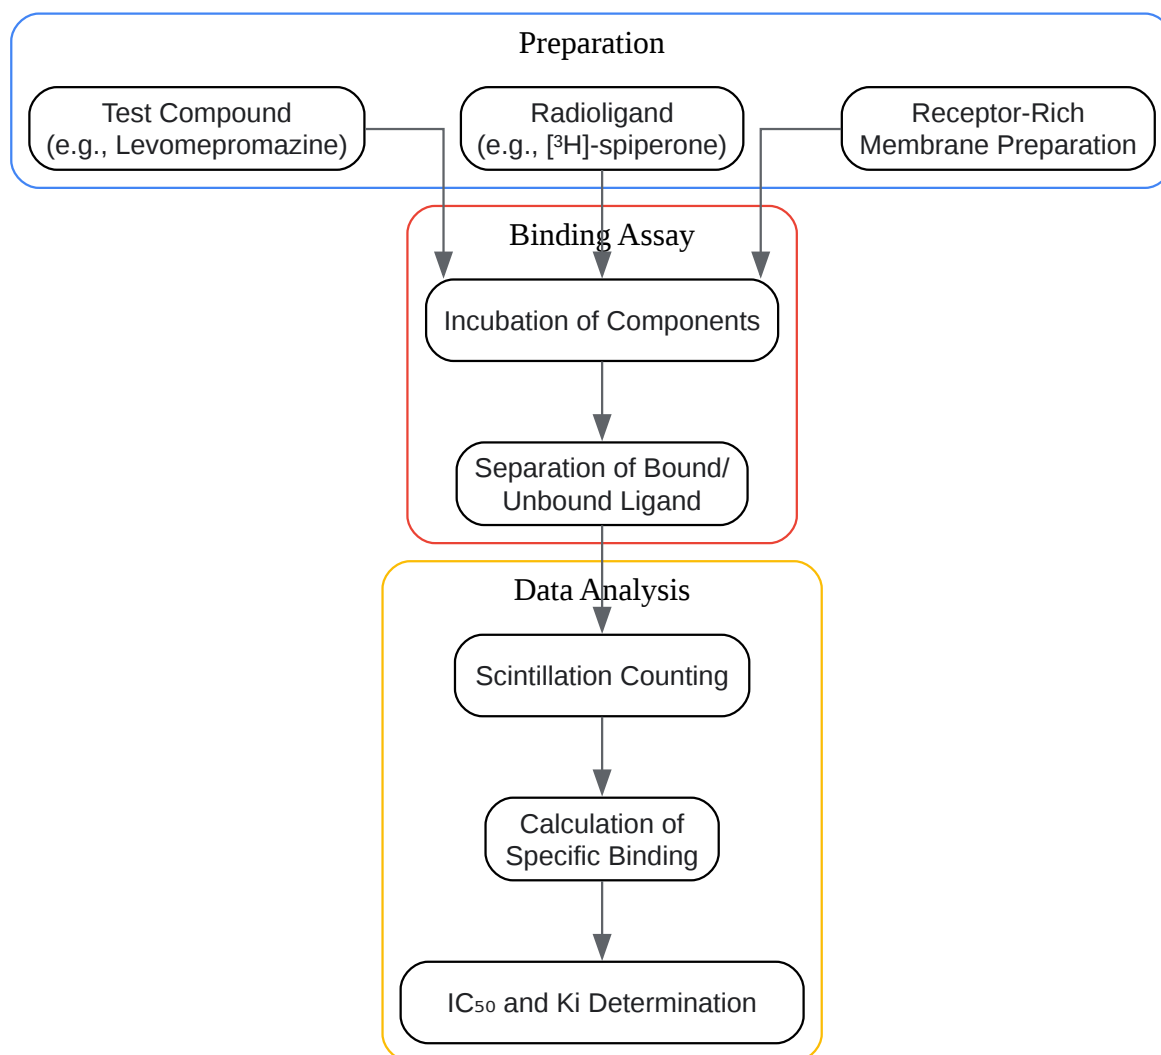 Preparation
Test Compound
(e.g., Levomepromazine)
Radioligand
(e.g., [³H]-spiperone)
Receptor-Rich
Membrane Preparation
Binding Assay
Incubation of Components
Separation of Bound/
Unbound Ligand
Data Analysis
Scintillation Counting
Calculation of
Specific Binding
IC₅₀ and Ki Determination